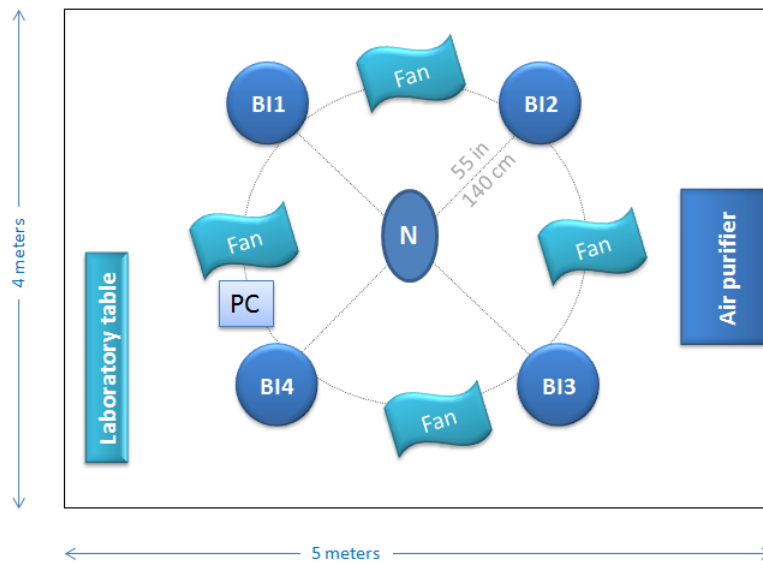 Fan
BI1
BI2
55 in
140 cm
4 meters
Fan
N
Fan
Air purifier
Laboratory table
PC
BI4
BI3
Fan
5 meters